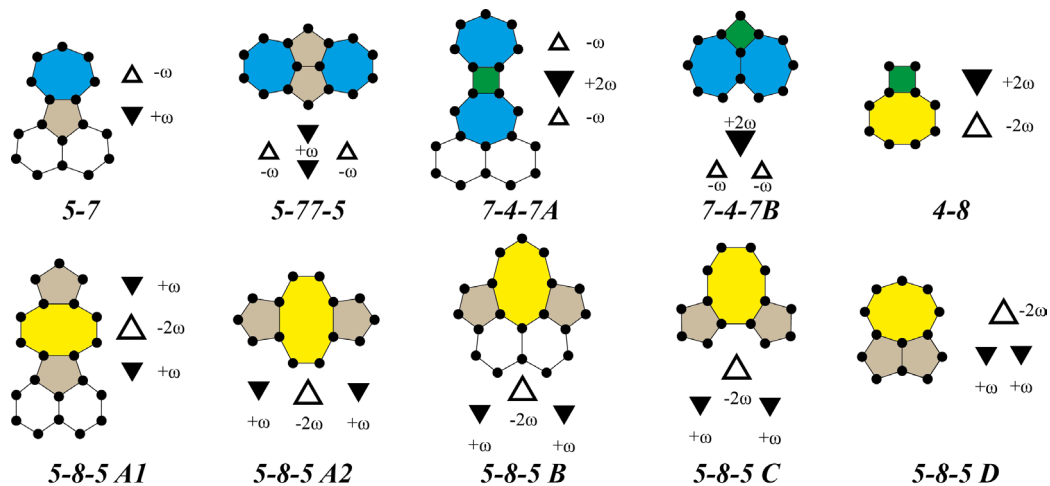 -ω
+ω
5-7
+ω
-ω -ω
5-77-5
-ω
+2ω
-ω
7-4-7A
+2ω
-ω -ω
7-4-7B
+2ω
-2ω
4-8
+ω
-2ω
+ω
5-8-5 A1
+ω -2ω +ω
5-8-5 A2
-2ω
+ω +ω
5-8-5 B
-2ω
+ω +ω
5-8-5 C
-2ω
+ω +ω
5-8-5 D